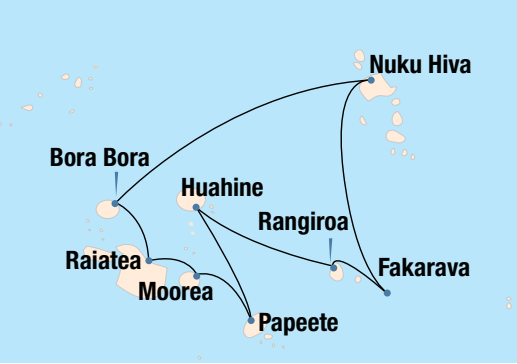 Nuku Hiva
Bora Bora
Huahine
Rangiroa
Raiatea
Fakarava
Moorea
Papeete